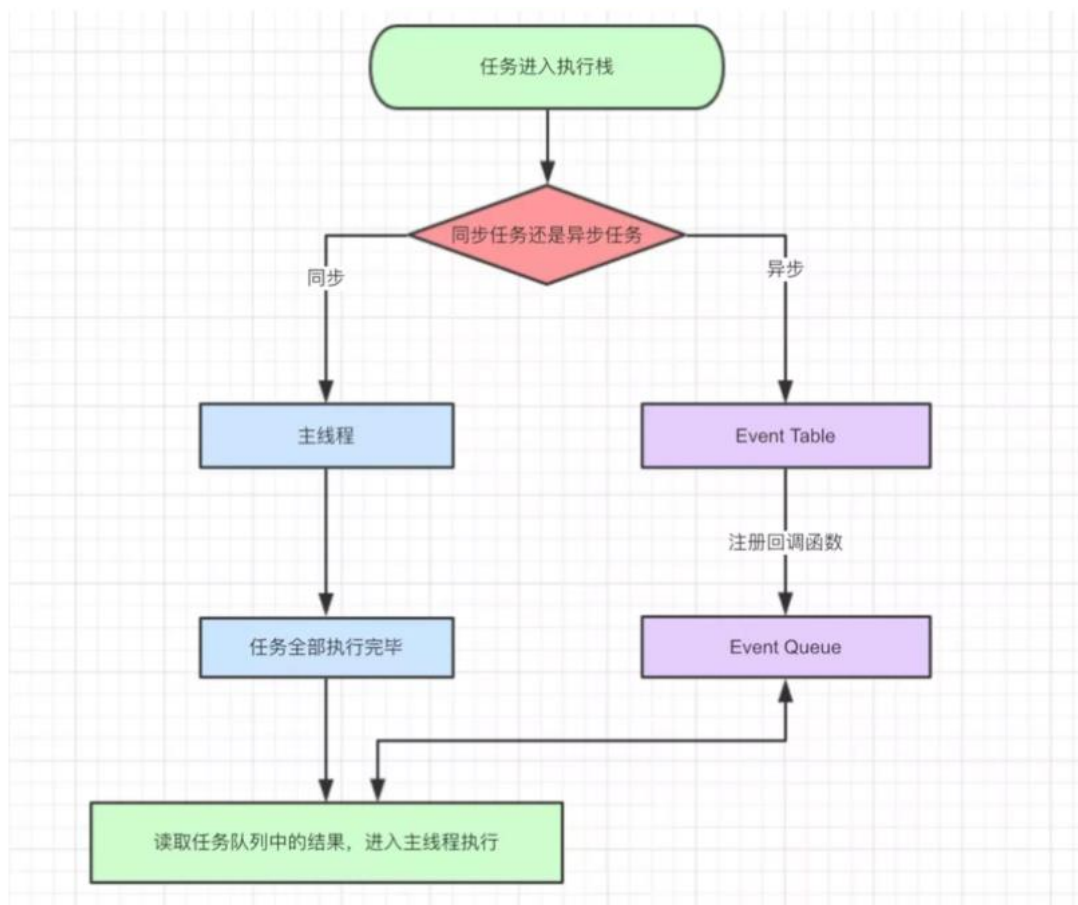 任务进入执行栈
同步任务还是异步任务
同步
异步
主线程
Event Table
注册回调函数
任务全部执行完毕
Event Queue
读取任务队列中的结果，进入主线程执行